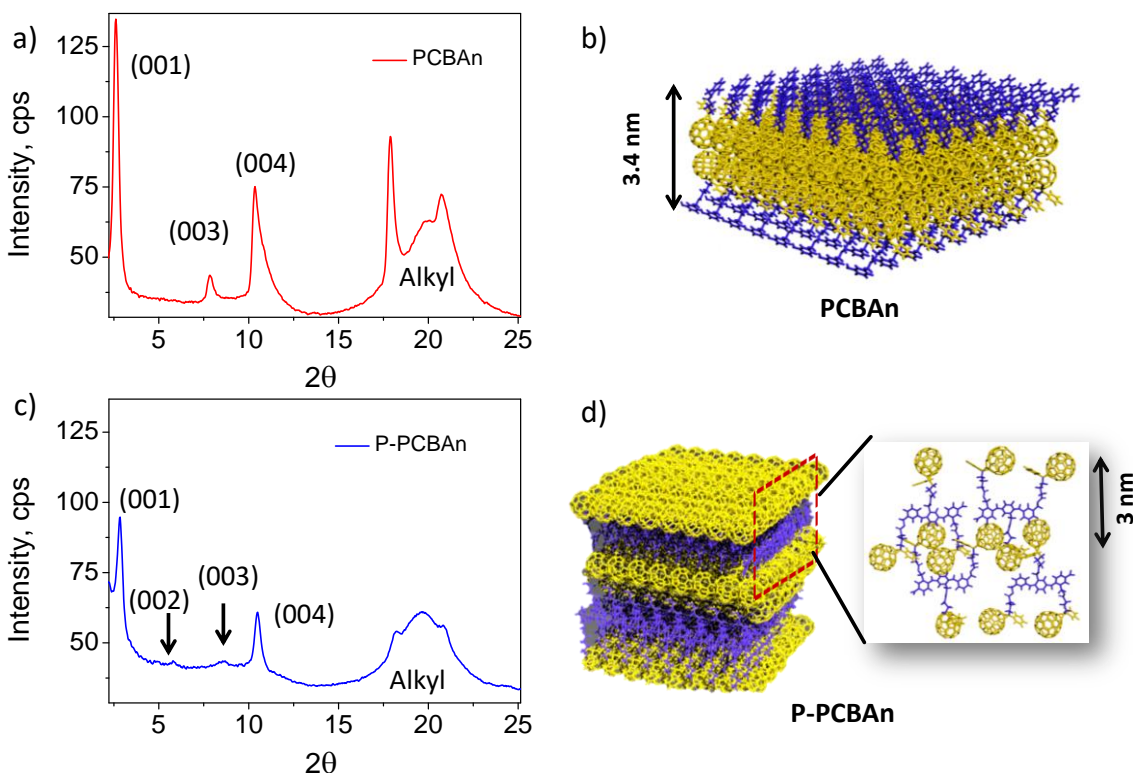 a)
125
100
75
50
Intensity, cps
(001)
(003)
(004)
Alkyl
PCBAn
5
10
15
20
25
2θ
b)
3.4 nm
PCBAn
c)
125
100
75
50
Intensity, cps
(001)
(002)
(003)
(004)
Alkyl
P-PCBAn
5
10
15
20
25
2θ
d)
3 nm
P-PCBAn